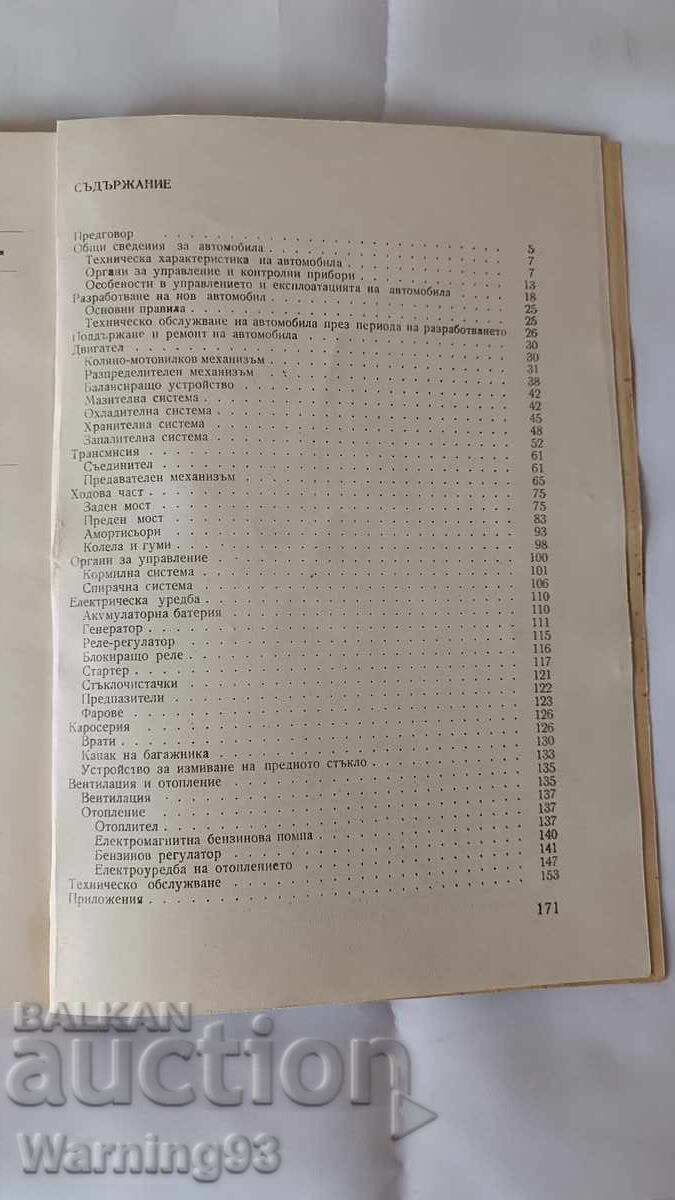 СЪДЪРЖАНИЕ
Предговор 5
Общи сведения за автомобила 7
Техническа характеристика на автомобила 7
Органи за управление и контролни прибори 13
Особености в управлението и експлоатацията на автомобила 18
Разработване на нов автомобил 25
Основни правила 25
Техническо обслужване на автомобила през периода на разработването 26
Поддържане и ремонт на автомобила 30
Двигател 30
Коляно-мотовилков механизъм 31
Разпределителен механизъм 38
Балансиращо устройство 42
Мазителна система 42
Охладителна система 45
Хранителна система 48
Запалителна система 52
Трансмисия 61
Съединител 61
Предавателен механизъм 65
Ходова част 75
Заден мост 75
Преден мост 83
Амортисьори 93
Колела и гуми 98
Органи за управление 100
Кормилна система 101
Спирачна система 106
Електрическа уредба 110
Акумулаторна батерия 110
Генератор 111
Реле-регулатор 115
Блокиращо реле 116
Стартер 117
Стъклочистачки 121
Предпазители 122
Фарове 123
Каросерия 126
Врати 126
Капак на багажника 130
Устройство за измиване на предното стъкло 133
Вентилация и отопление 135
Вентилация 135
Отопление 137
Отоплител 137
Електромагнитна бензинова помпа 137
Бензинов регулатор 140
Електроуредба на отоплението 141
Техническо обслужване 147
Приложения 153
171
BALKAN
auction
Warning93